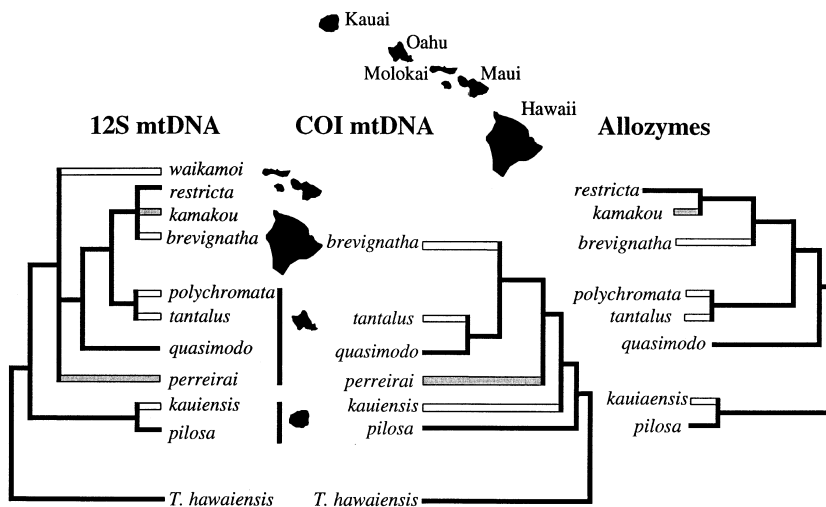 Kauai
Oahu
Molokai
Maui
Hawaii
12S mtDNA
COI mtDNA
Allozymes
waikamoi
restricta
kamakou
brevignatha
polychromata
tantalus
quasimodo
perreirai
kauiensis
pilosa
T. hawaiensis
brevignatha
tantalus
quasimodo
perreirai
kauiensis
pilosa
T. hawaiensis
restricta
kamakou
brevignatha
polychromata
tantalus
quasimodo
kauiaensis
pilosa